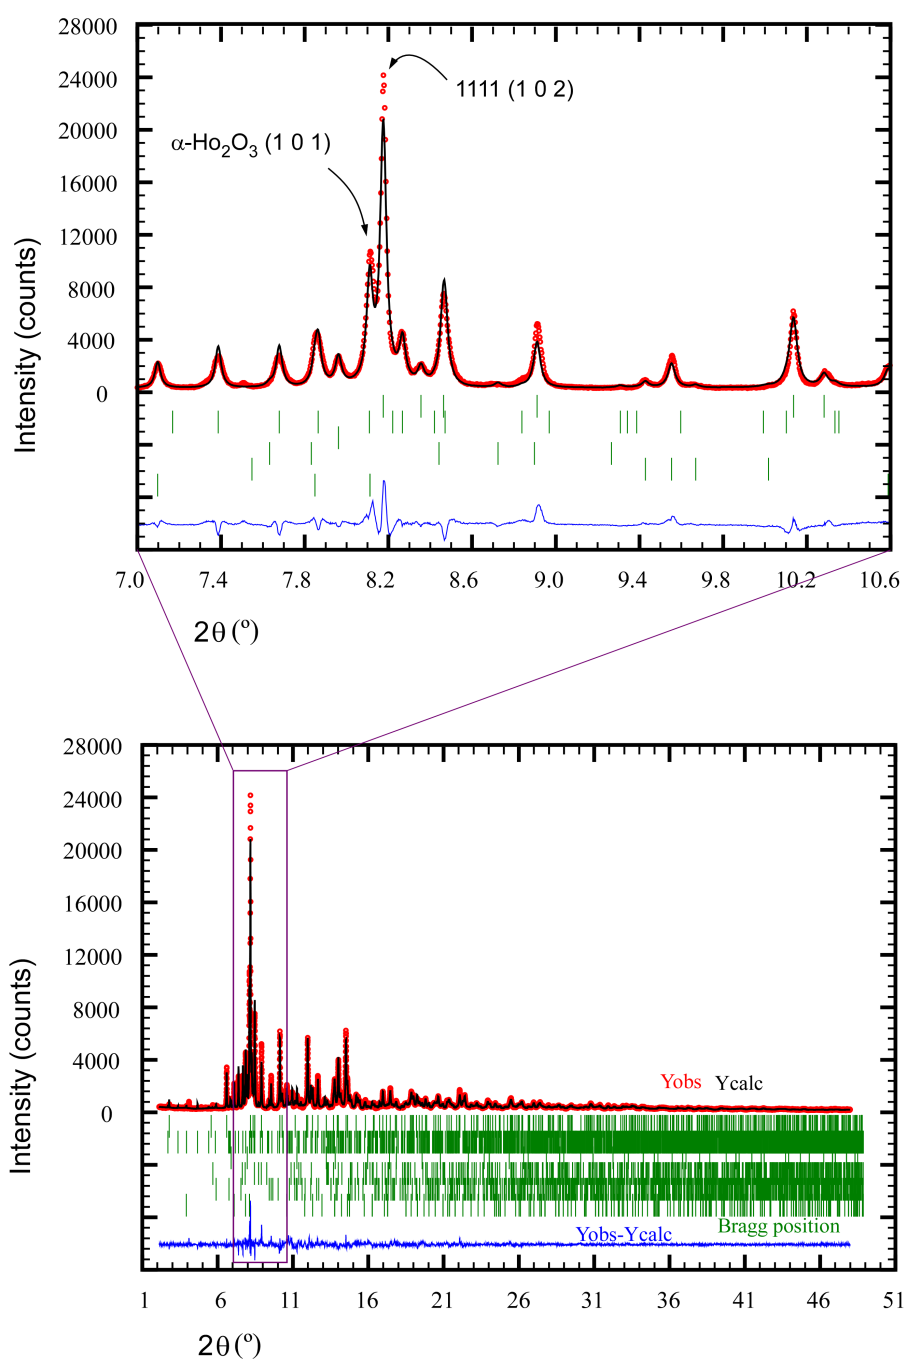 28000
24000
20000
16000
12000
8000
4000
0
Intensity (counts)
1111 (1 0 2)
α-Ho2O3 (1 0 1)
7.0 7.4 7.8 8.2 8.6 9.0 9.4 9.8 10.2 10.6
2θ (º)
28000
24000
20000
16000
12000
8000
4000
0
Intensity (counts)
Yobs Ycalc
Bragg position
Yobs-Ycalc
1 6 11 16 21 26 31 36 41 46 51
2θ (º)